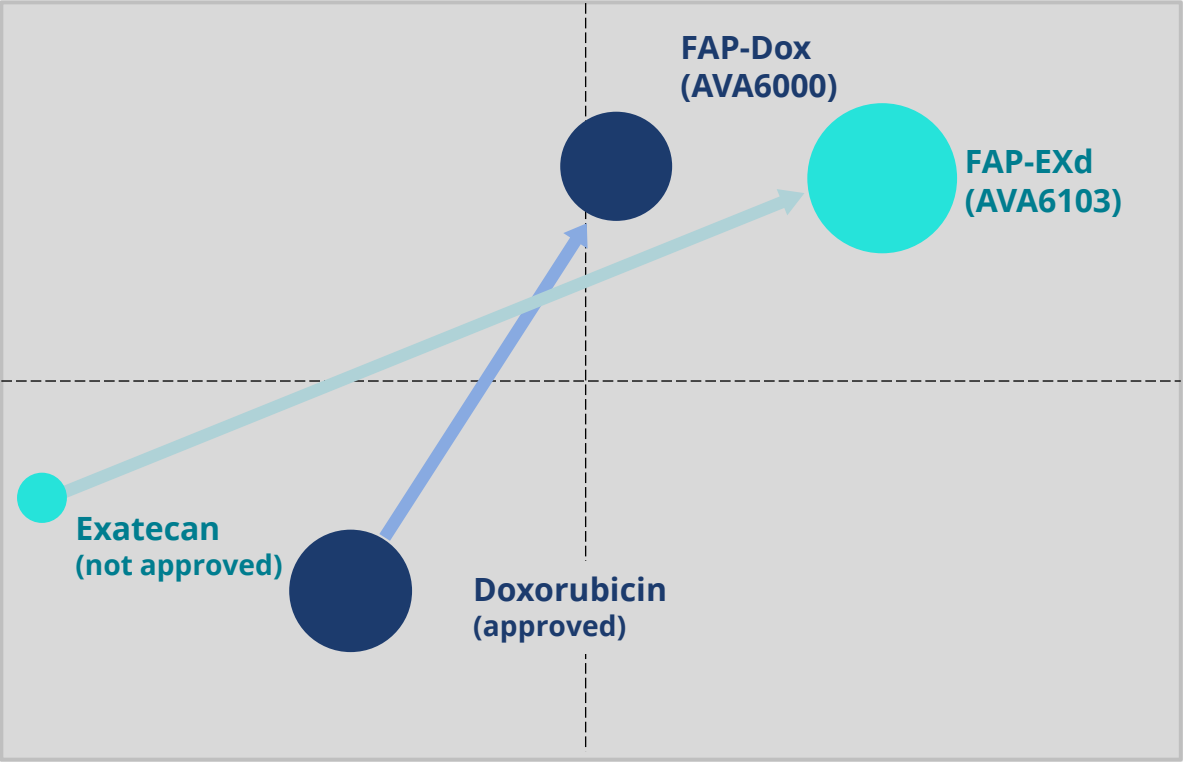 FAP-Dox
(AVA6000)
FAP-EXd
(AVA6103)
Exatecan
(not approved)
Doxorubicin
(approved)